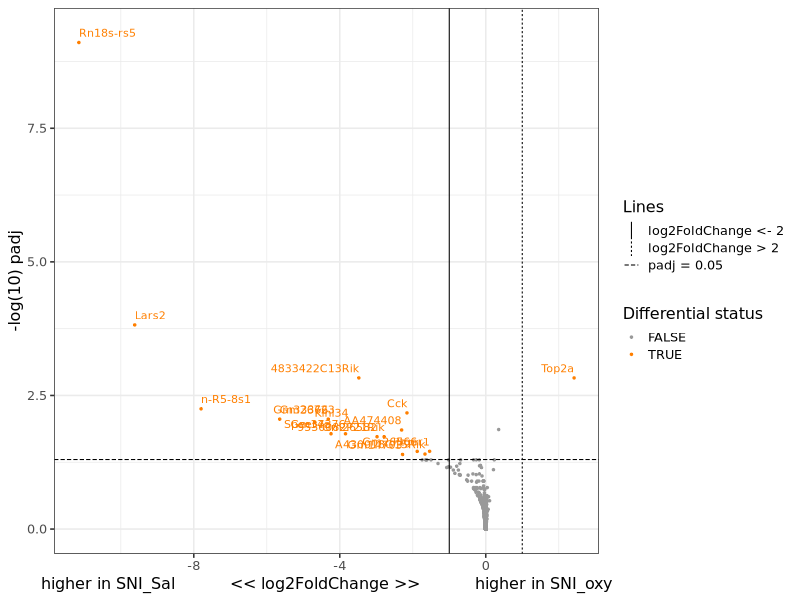 Rn18s-rs5
Lars2
4833422C13Rik
Top2a
n-R5-8s1
Cck
Klhl34
AA474408
7.5
5.0
2.5
0.0
-log(10) padj
-8
-4
0
higher in SNI_Sal
<< log2FoldChange >>
higher in SNI_oxy
Lines
log2FoldChange <- 2
log2FoldChange > 2
padj = 0.05
Differential status
FALSE
TRUE